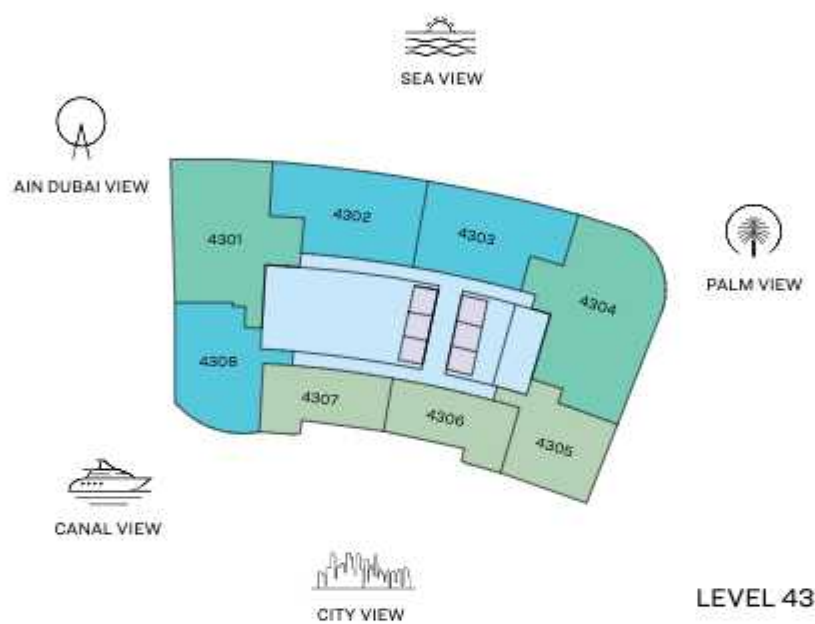 SEA VIEW
AIN DUBAI VIEW
4302
4301
4303
PALM VIEW
4304
4308
4307
4306
4305
CANAL VIEW
CITY VIEW
LEVEL 43